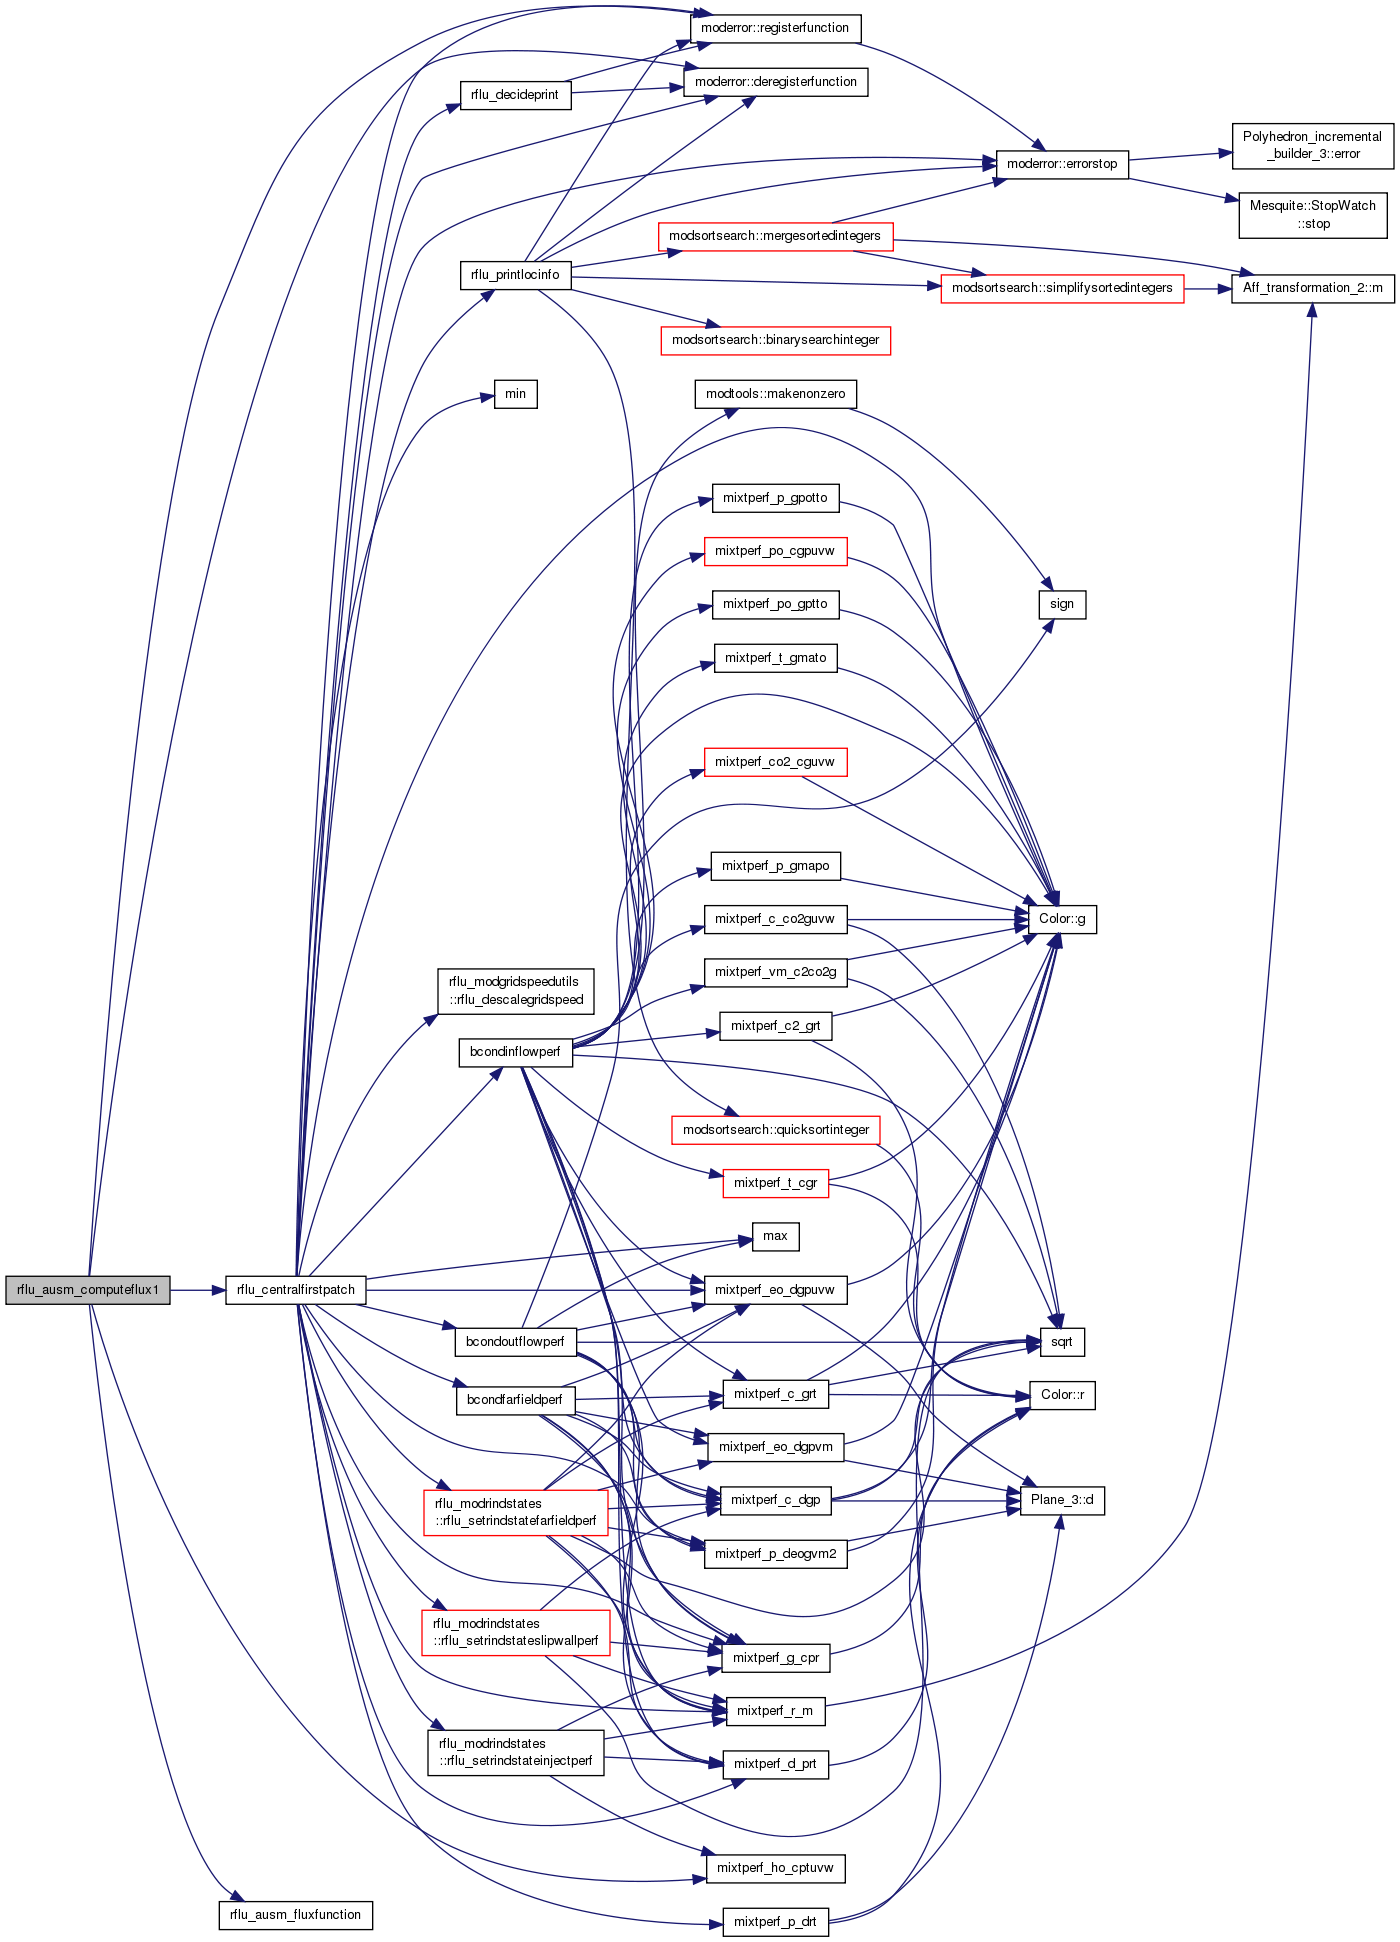 moderror::registerfunction
moderror::deregisterfunction
rflu_decideprint
Polyhedron_incremental
_builder_3::error
moderror::errorstop
Mesquite::StopWatch
::stop
modsortsearch::mergesortedintegers
rflu_printlocinfo
modsortsearch::simplifysortedintegers
Aff_transformation_2::m
modsortsearch::binarysearchinteger
min
modtools::makenonzero
mixtperf_p_gpotto
mixtperf_po_cgpuvw
mixtperf_po_gptto
sign
mixtperf_t_gmato
mixtperf_co2_cguvw
mixtperf_p_gmapo
mixtperf_c_co2guvw
Color::g
rflu_modgridspeedutils
::rflu_descalegridspeed
mixtperf_vm_c2co2g
mixtperf_c2_grt
bcondinflowperf
modsortsearch::quicksortinteger
mixtperf_t_cgr
max
rflu_ausm_computeflux1
rflu_centralfirstpatch
mixtperf_eo_dgpuvw
bcondoutflowperf
sqrt
bcondfarfieldperf
mixtperf_c_grt
Color::r
mixtperf_eo_dgpvm
rflu_modrindstates
::rflu_setrindstatefarfieldperf
mixtperf_c_dgp
Plane_3::d
mixtperf_p_deogvm2
rflu_modrindstates
::rflu_setrindstateslipwallperf
mixtperf_g_cpr
mixtperf_r_m
rflu_modrindstates
::rflu_setrindstateinjectperf
mixtperf_d_prt
mixtperf_ho_cptuvw
rflu_ausm_fluxfunction
mixtperf_p_drt